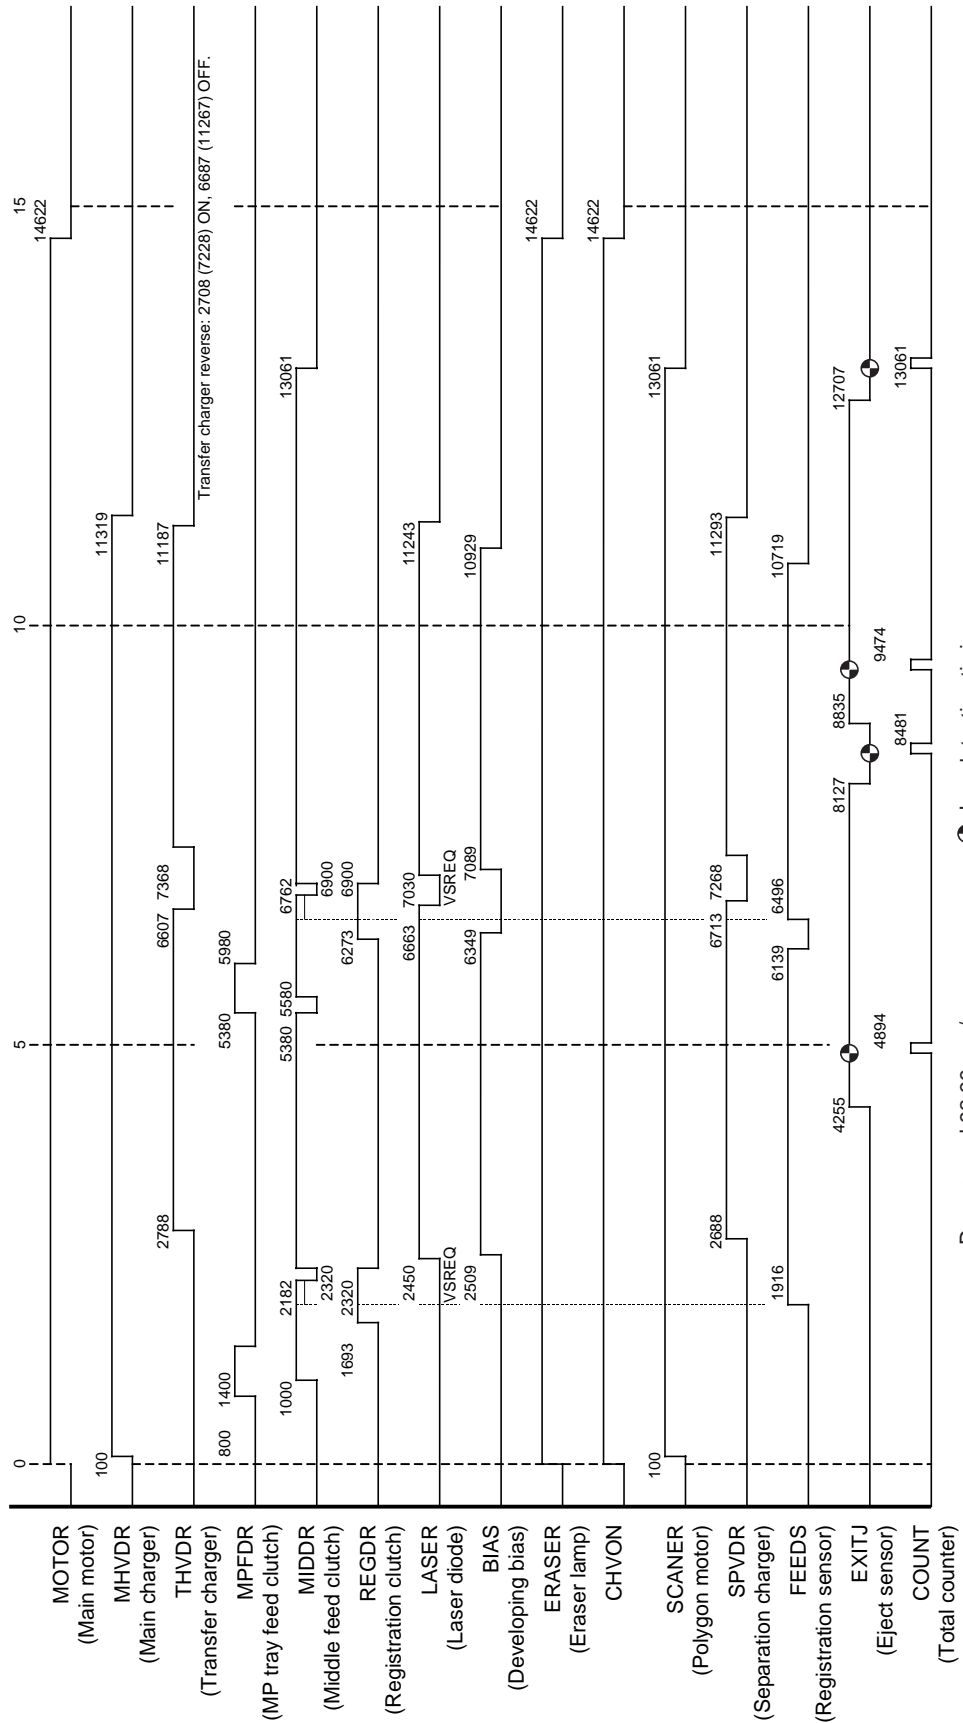 0
5
10
15
MOTOR
(Main motor)
14622
MHVDR
(Main charger)
100
11319
THVDR
(Transfer charger)
2788
6607
7368
11187
Transfer charger reverse: 2708 (7228) ON, 6687 (11267) OFF.
MPFDR
(MP tray feed clutch)
800
1400
5380
5980
MIDDR
(Middle feed clutch)
1000
2182
2320
5380
5580
6762
6900
13061
REGDR
(Registration clutch)
1693
2320
6273
6900
LASER
(Laser diode)
2450
VSREQ
6663
7030
VSREQ
11243
BIAS
(Developing bias)
2509
6349
7089
10929
ERASER
(Eraser lamp)
14622
CHVON
14622
SCANER
(Polygon motor)
100
13061
SPVDR
(Separation charger)
2688
6713
7268
11293
FEEDS
(Registration sensor)
1916
6139
6496
10719
EXITJ
(Eject sensor)
4255
8127
8835
12707
COUNT
(Total counter)
4894
8481
9474
13061